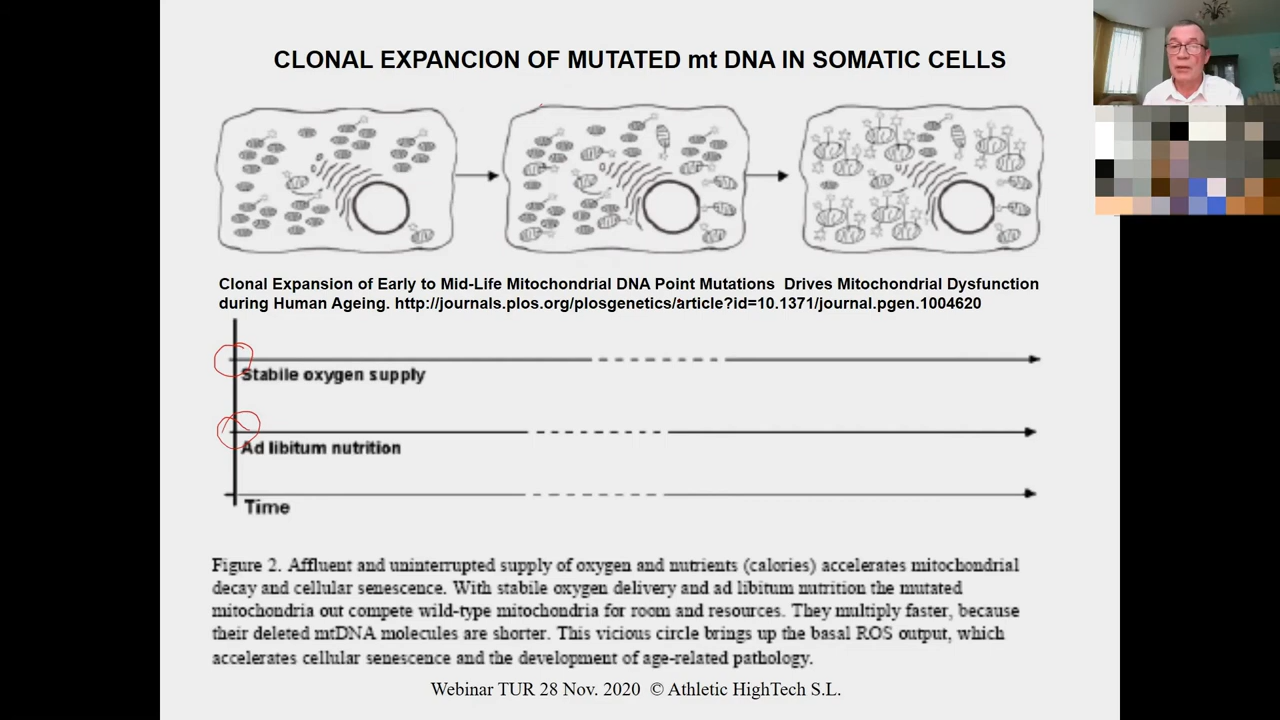 CLONAL EXPANCION OF MUTATED mt DNA IN SOMATIC CELLS
Clonal Expansion of Early to Mid-Life Mitochondrial DNA Point Mutations Drives Mitochondrial Dysfunction
during Human Ageing. http://journals.plos.org/plosgenetics/article?id=10.1371/journal.pgen.1004620
Stabile oxygen supply
Ad libitum nutrition
Time
Figure 2. Affluent and uninterrupted supply of oxygen and nutrients (calories) accelerates mitochondrial
decay and cellular senescence. With stabile oxygen delivery and ad libitum nutrition the mutated
mitochondria out compete wild-type mitochondria for room and resources. They multiply faster, because
their deleted mtDNA molecules are shorter. This vicious circle brings up the basal ROS output, which
accelerates cellular senescence and the development of age-related pathology.
Webinar TUR 28 Nov. 2020 © Athletic HighTech S.L.